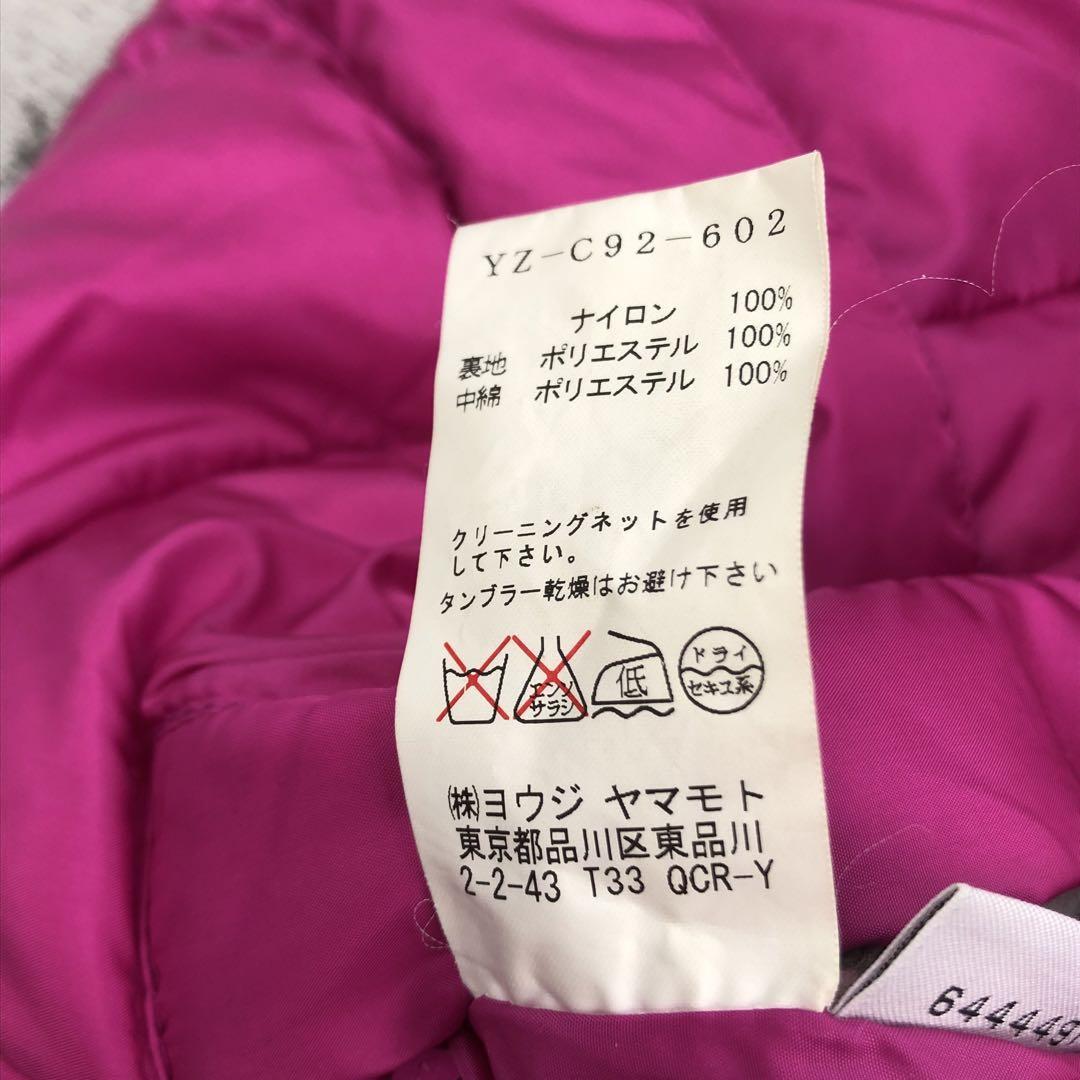 YZ-C92-602
ナイロン 100%
裏地 ポリエステル 100%
中綿 ポリエステル 100%
クリーニングネットを使用
して下さい。
タンブラー乾燥はお避け下さい
エンソ
サラシ
低
ドライ
セキユ系
㈱ヨウジ ヤマモト
東京都品川区東品川
2-2-43 T33 QCR-Y
644449